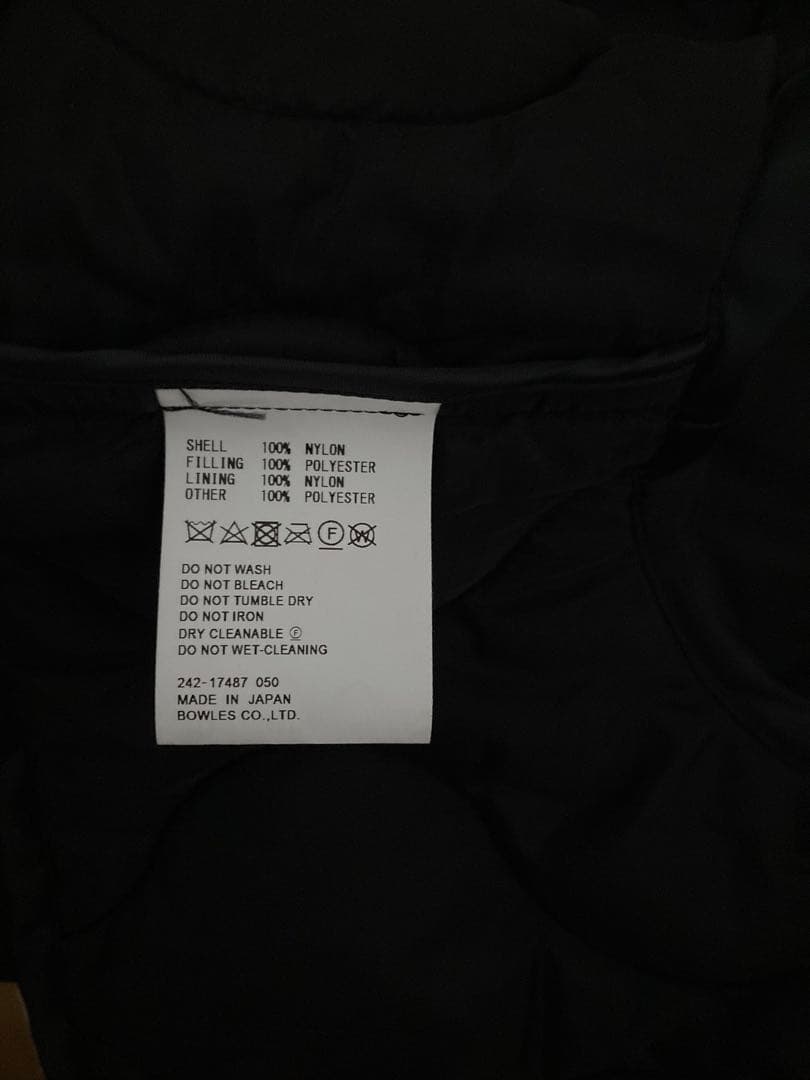 SHELL 100% NYLON
FILLING 100% POLYESTER
LINING 100% NYLON
OTHER 100% POLYESTER
F W
DO NOT WASH
DO NOT BLEACH
DO NOT TUMBLE DRY
DO NOT IRON
DRY CLEANABLE Ⓕ
DO NOT WET-CLEANING
242-17487 050
MADE IN JAPAN
BOWLES CO.,LTD.